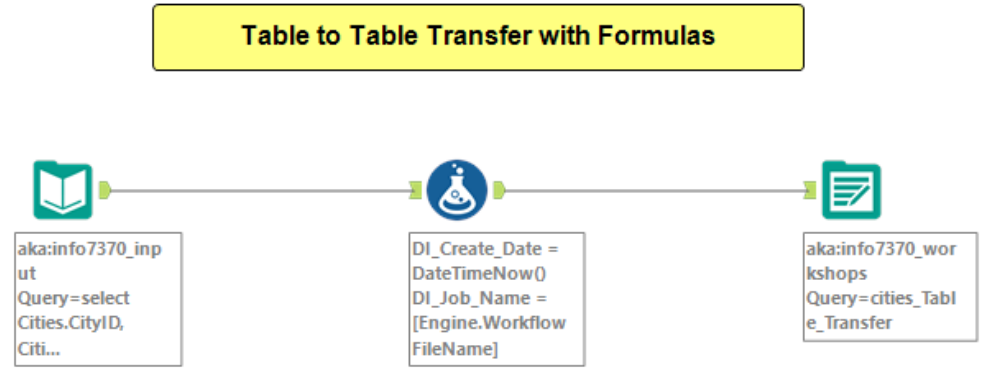 Table to Table Transfer with Formulas
aka:info7370_inp
ut
Query=select
Cities.CityID,
Citi...
DI_Create_Date =
DateTimeNow()
DI_Job_Name =
[Engine.Workflow
FileName]
aka:info7370_wor
kshops
Query=cities_Tabl
e_Transfer